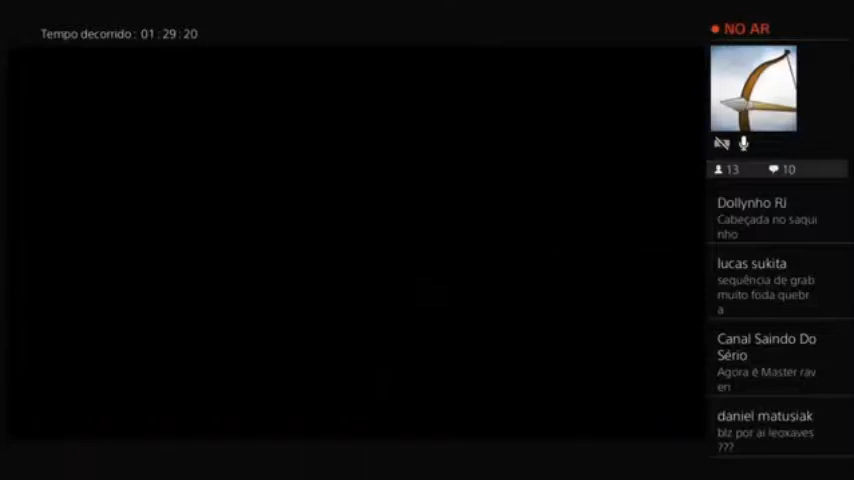 Tempo decorrido : 01 : 29 : 20
NO AR
13 10
Dollynho RJ
Cabeçada no saqui
nho
lucas sukita
sequência de grab
muito foda quebr
a
Canal Saindo Do
Sério
Agora é Master rav
en
daniel matusiak
blz por ai leoxaves
???